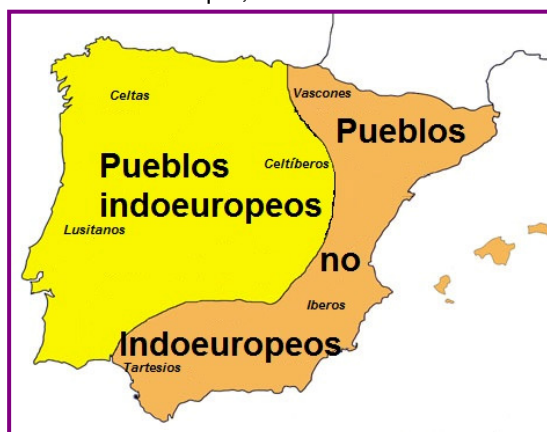 Celtas
Vascones
Pueblos
Pueblos
indoeuropeos
Celtíberos
Lusitanos
no
Iberos
Indoeuropeos
Tartesios